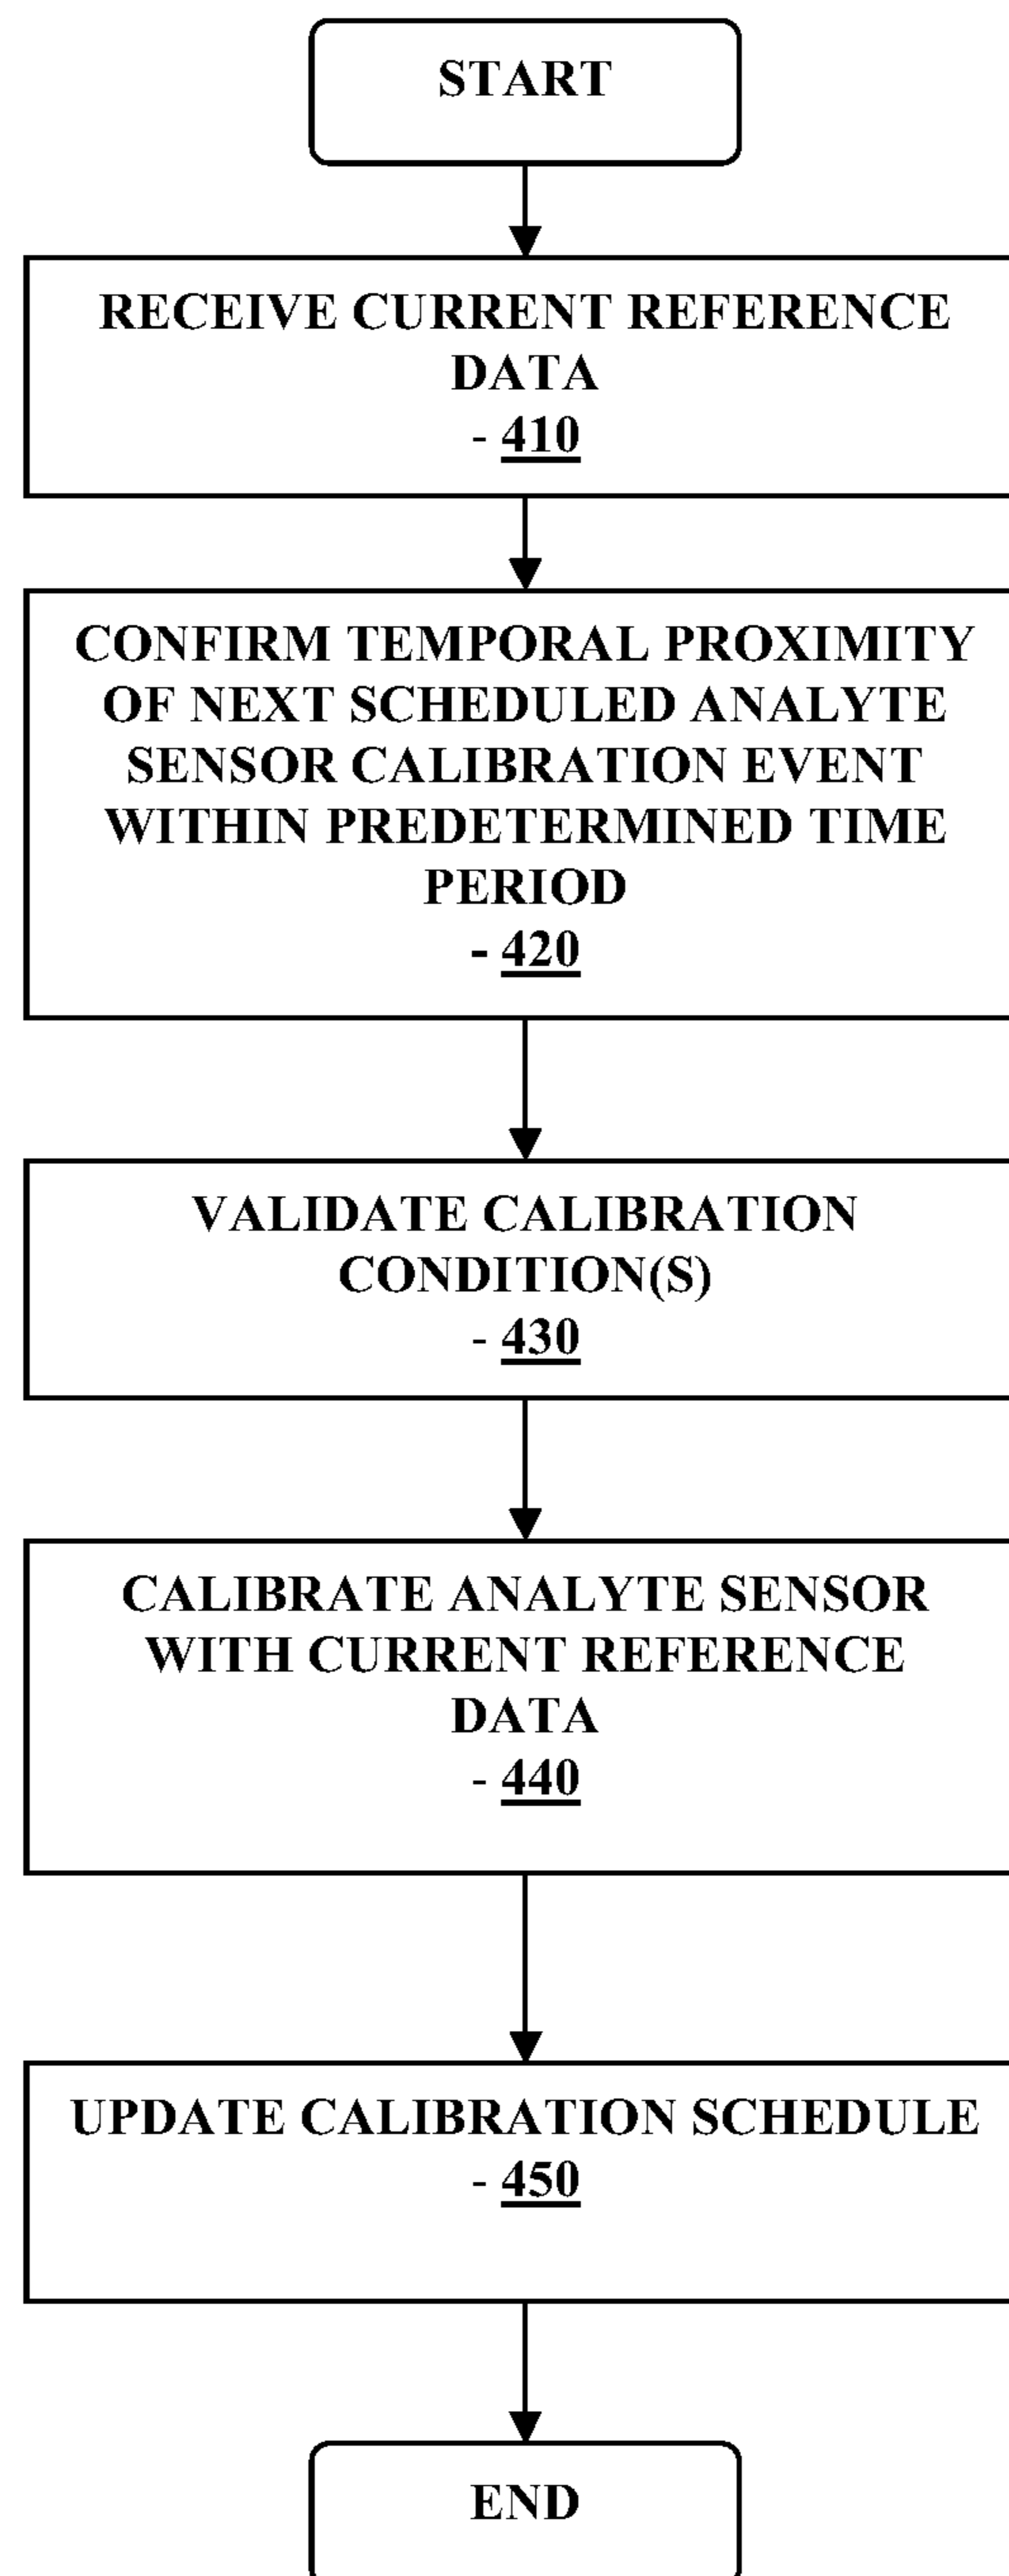 START
RECEIVE CURRENT REFERENCE
DATA
- 410
CONFIRM TEMPORAL PROXIMITY
OF NEXT SCHEDULED ANALYTE
SENSOR CALIBRATION EVENT
WITHIN PREDETERMINED TIME
PERIOD
- 420
VALIDATE CALIBRATION
CONDITION(S)
- 430
CALIBRATE ANALYTE SENSOR
WITH CURRENT REFERENCE
DATA
- 440
UPDATE CALIBRATION SCHEDULE
- 450
END